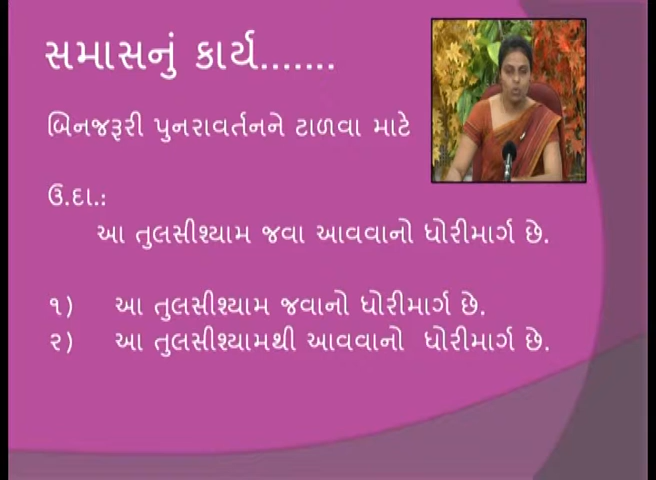 સમાસનું કાર્ય.......
બિનજરૂરી પુનરાવર્તનને ટાળવા માટે
ઉ.દા.:
આ તુલસીશ્યામ જવા આવવાનો ધોરીમાર્ગ છે.
૧) આ તુલસીશ્યામ જવાનો ધોરીમાર્ગ છે.
૨) આ તુલસીશ્યામથી આવવાનો ધોરીમાર્ગ છે.